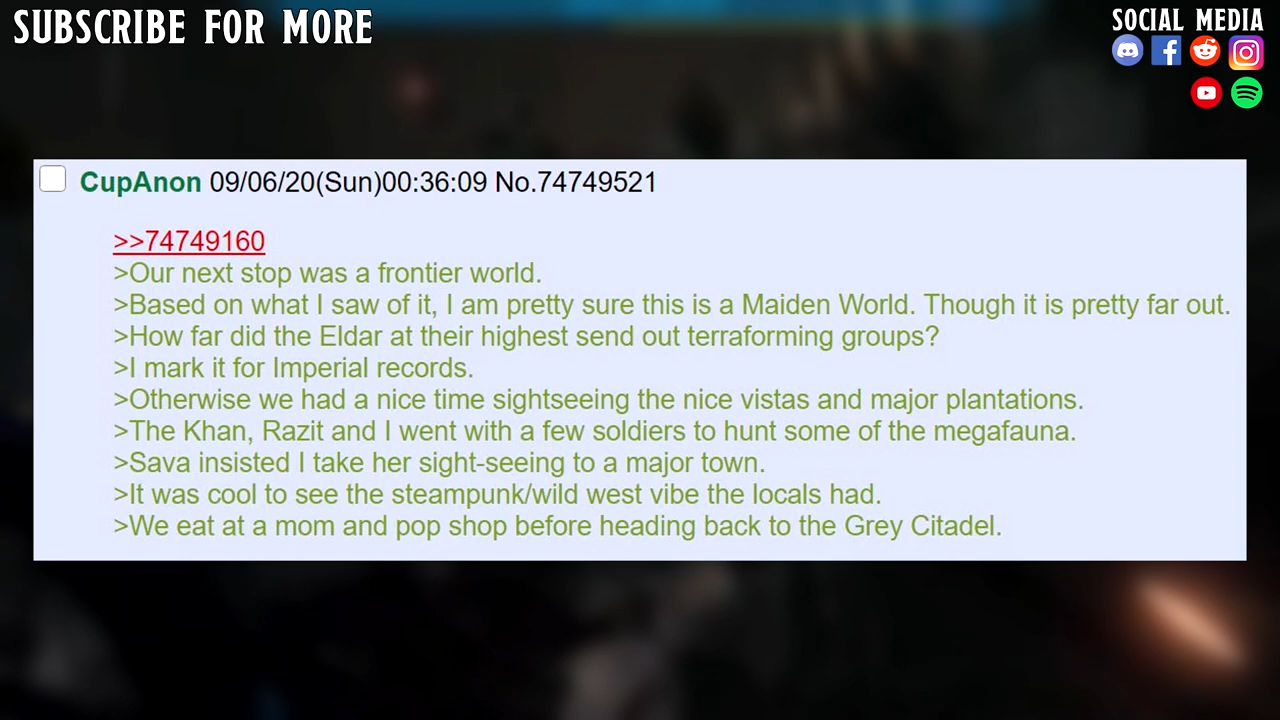 SUBSCRIBE FOR MORE
SOCIAL MEDIA
CupAnon 09/06/20(Sun)00:36:09 No.74749521
>>74749160
>Our next stop was a frontier world.
>Based on what I saw of it, I am pretty sure this is a Maiden World. Though it is pretty far out.
>How far did the Eldar at their highest send out terraforming groups?
>I mark it for Imperial records.
>Otherwise we had a nice time sightseeing the nice vistas and major plantations.
>The Khan, Razit and I went with a few soldiers to hunt some of the megafauna.
>Sava insisted I take her sight-seeing to a major town.
>It was cool to see the steampunk/wild west vibe the locals had.
>We eat at a mom and pop shop before heading back to the Grey Citadel.